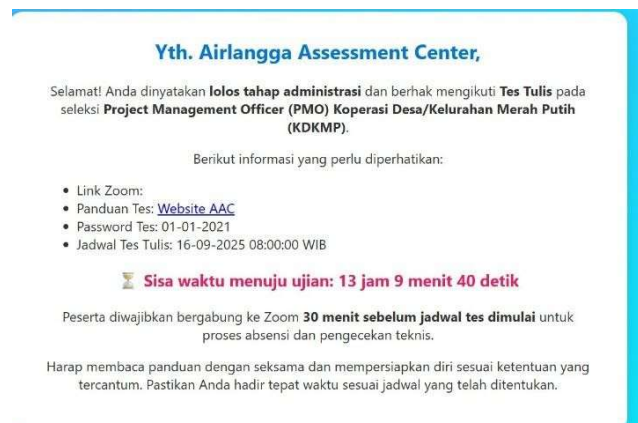 Yth. Airlangga Assessment Center,
Selamat! Anda dinyatakan lolos tahap administrasi dan berhak mengikuti Tes Tulis pada
seleksi Project Management Officer (PMO) Koperasi Desa/Kelurahan Merah Putih
(KDKMP).
Berikut informasi yang perlu diperhatikan:
• Link Zoom:
• Panduan Tes: Website AAC
• Password Tes: 01-01-2021
• Jadwal Tes Tulis: 16-09-2025 08:00:00 WIB
⏳ Sisa waktu menuju ujian: 13 jam 9 menit 40 detik
Peserta diwajibkan bergabung ke Zoom 30 menit sebelum jadwal tes dimulai untuk
proses absensi dan pengecekan teknis.
Harap membaca panduan dengan seksama dan mempersiapkan diri sesuai ketentuan yang
tercantum. Pastikan Anda hadir tepat waktu sesuai jadwal yang telah ditentukan.